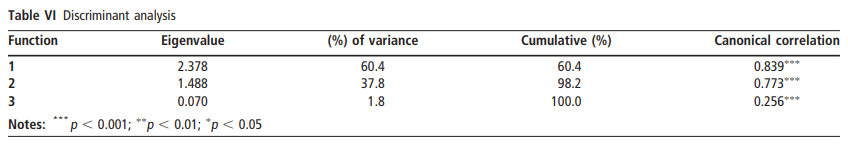 Table VI Discriminant analysis
Function Eigenvalue (%) of variance Cumulative (%) Canonical correlation
1 2.378 60.4 60.4 0.839***
2 1.488 37.8 98.2 0.773***
3 0.070 1.8 100.0 0.256***
Notes: ***p < 0.001; **p < 0.01; *p < 0.05